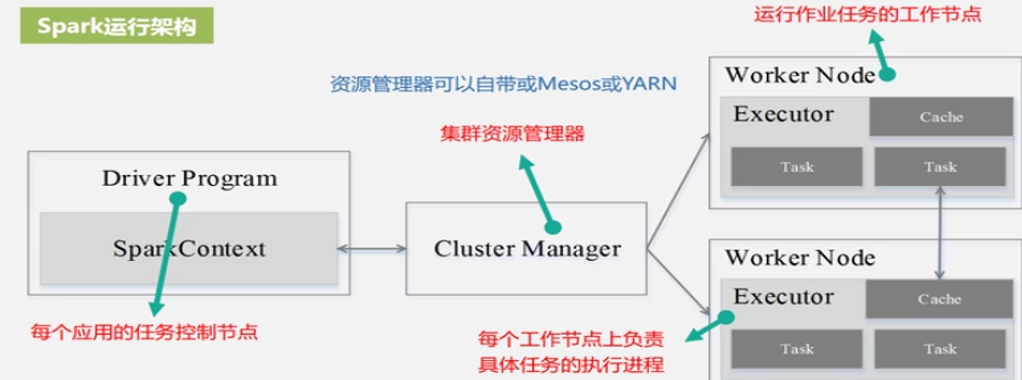 Spark运行架构
运行作业任务的工作节点
资源管理器可以自带或Mesos或YARN
集群资源管理器
Driver Program
SparkContext
每个应用的任务控制节点
Cluster Manager
Worker Node
Executor
Cache
Task
Task
Worker Node
Executor
Cache
Task
Task
每个工作节点上负责
具体任务的执行进程